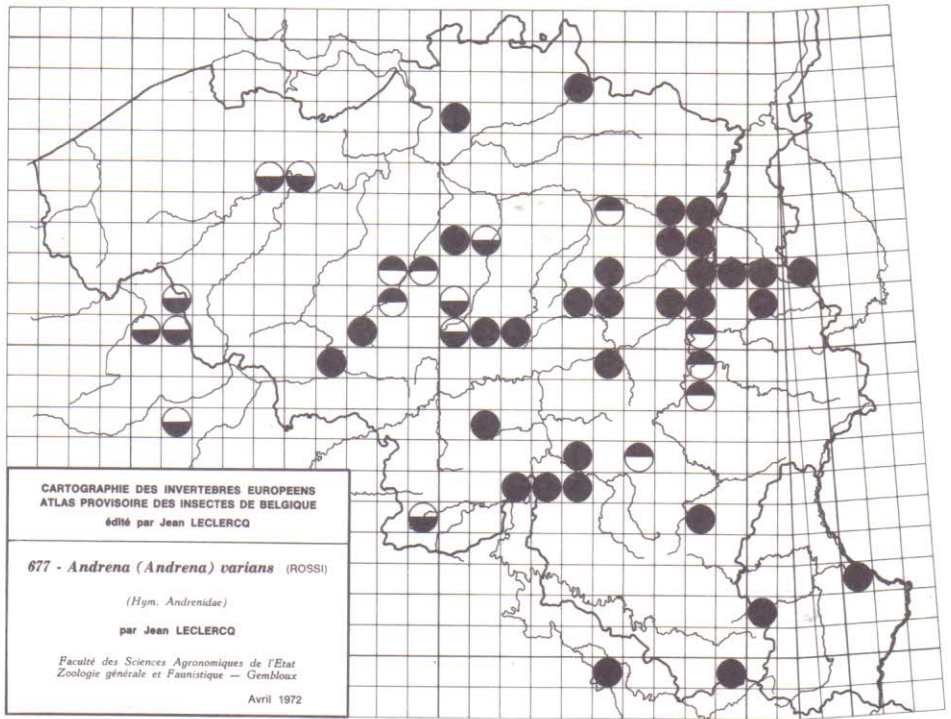 CARTOGRAPHIE DES INVERTEBRES EUROPEENS
ATLAS PROVISOIRE DES INSECTES DE BELGIQUE
édité par Jean LECLERCQ
677 - Andrena (Andrena) varians (ROSSI)
(Hym. Andrenidae)
par Jean LECLERCQ
Faculté des Sciences Agronomiques de l'Etat
Zoologie générale et Faunistique — Gembloux
Avril 1972